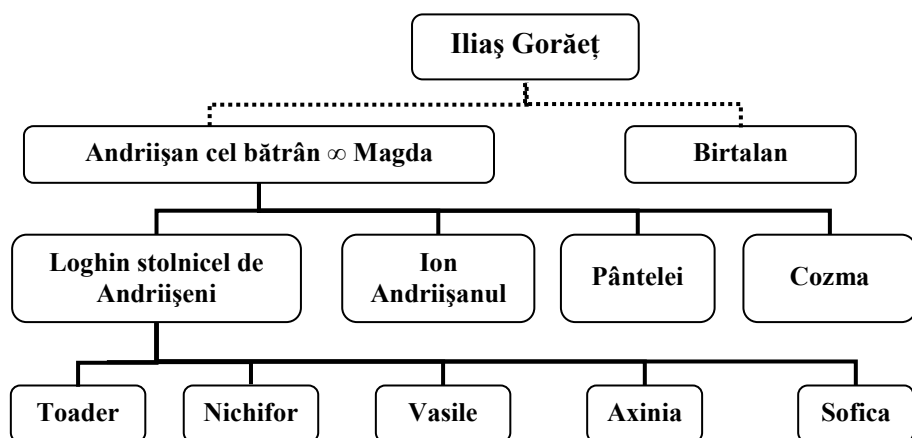 Iliaş Gorăeț
Andriişan cel bătrân ∞ Magda
Birtalan
Loghin stolnicel de
Andriişeni
Ion
Andriişanul
Pântelei
Cozma
Toader
Nichifor
Vasile
Axinia
Sofica